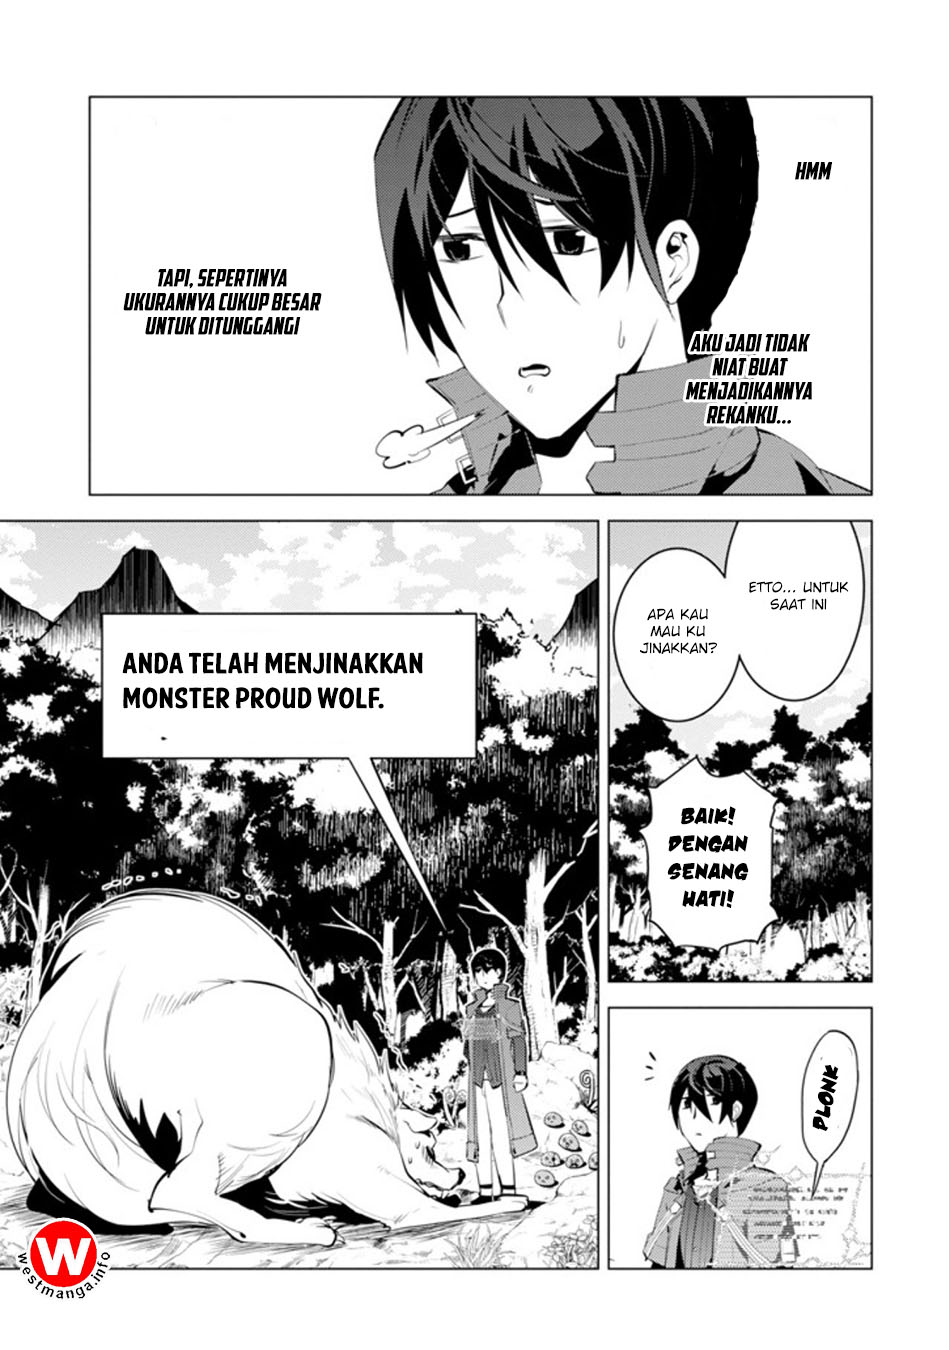 HMM
AKU JADI TIDAK
NIAT BUAT
MENJADIKANNYA
REKANKU...
TAPI, SEPERTINYA
UKURANNYA CUKUP BESAR
UNTUK DITUNGGANGI
ETTO... UNTUK
SAAT INI
APA KAU
MAU KU
JINAKKAN?
BAIK!
DENGAN
SENANG
HATI!
PLONK
ANDA TELAH MENJINAKKAN
MONSTER PROUD WOLF.
W
westmanga.info